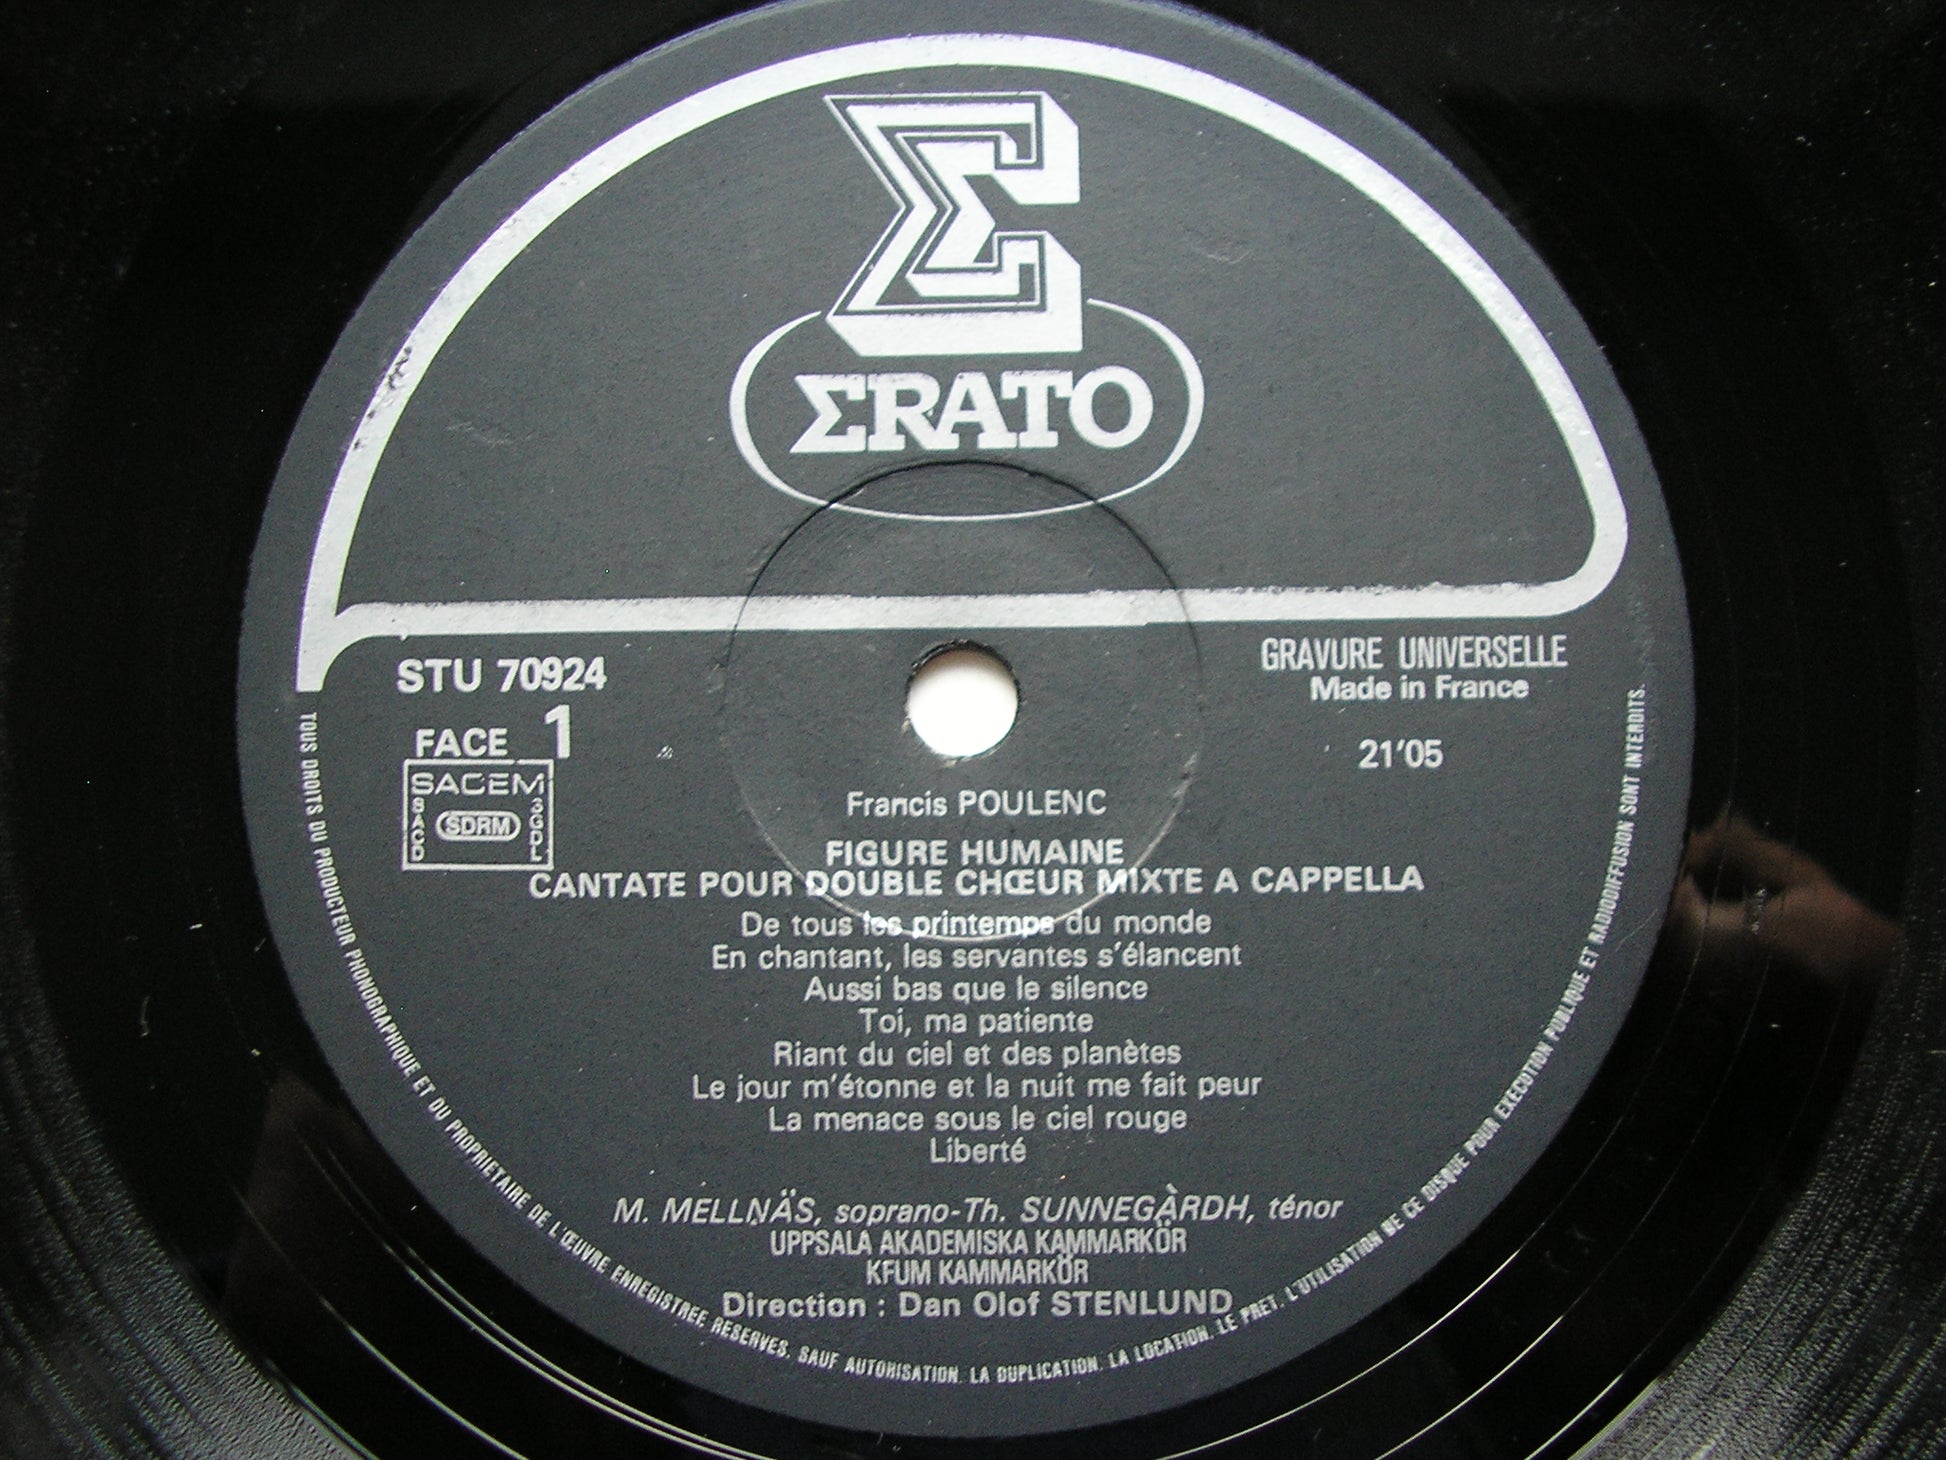 Σ
ΣRATO
STU 70924
FACE 1
SACEM
SACD
SDRM
SGDL
GRAVURE UNIVERSELLE
Made in France
21'05
Francis POULENC
FIGURE HUMAINE
CANTATE POUR DOUBLE CHŒUR MIXTE A CAPPELLA
De tous les printemps du monde
En chantant, les servantes s'élancent
Aussi bas que le silence
Toi, ma patiente
Riant du ciel et des planètes
Le jour m'étonne et la nuit me fait peur
La menace sous le ciel rouge
Liberté
M. MELLNÄS, soprano-Th. SUNNEGÀRDH, ténor
UPPSALA AKADEMISKA KAMMARKÖR
KFUM KAMMARKÖR
Direction : Dan Olof STENLUND
TOUS DROITS DU PRODUCTEUR PHONOGRAPHIQUE ET DU PROPRIETAIRE DE L'ŒUVRE ENREGISTREE RESERVES. SAUF AUTORISATION. LA DUPLICATION. LA LOCATION. LE PRET. L'UTILISATION DE CE DISQUE POUR EXECUTION PUBLIQUE ET RADIODIFFUSION SONT INTERDITS.